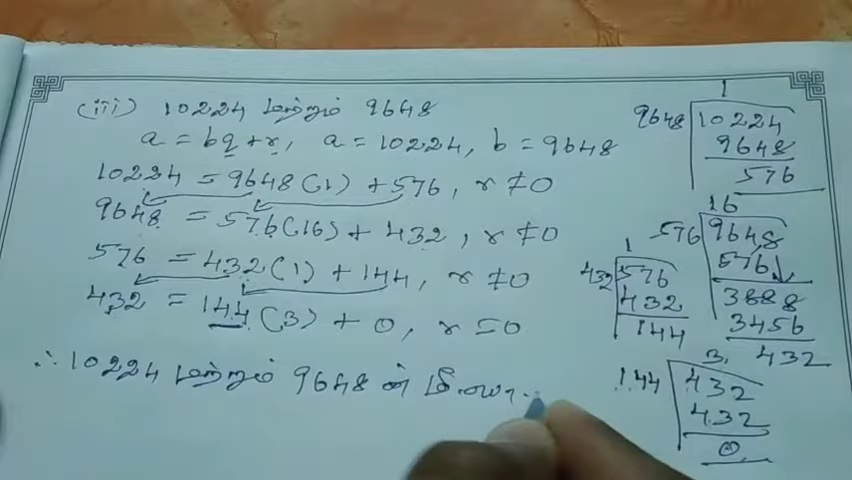 (iii) 10224 மற்றும் 9648
a = bq + r, a = 10224, b = 9648
10224 = 9648(1) + 576, r ≠ 0
9648 = 576(16) + 432, r ≠ 0
576 = 432(1) + 144, r ≠ 0
432 = 144(3) + 0, r = 0
∴ 10224 மற்றும் 9648 ன் மீ.பொ.
1
9648 10224
9648
576
16
576 9648
576
3888
3456
432
1
432 576
432
144
3
144 432
432
0